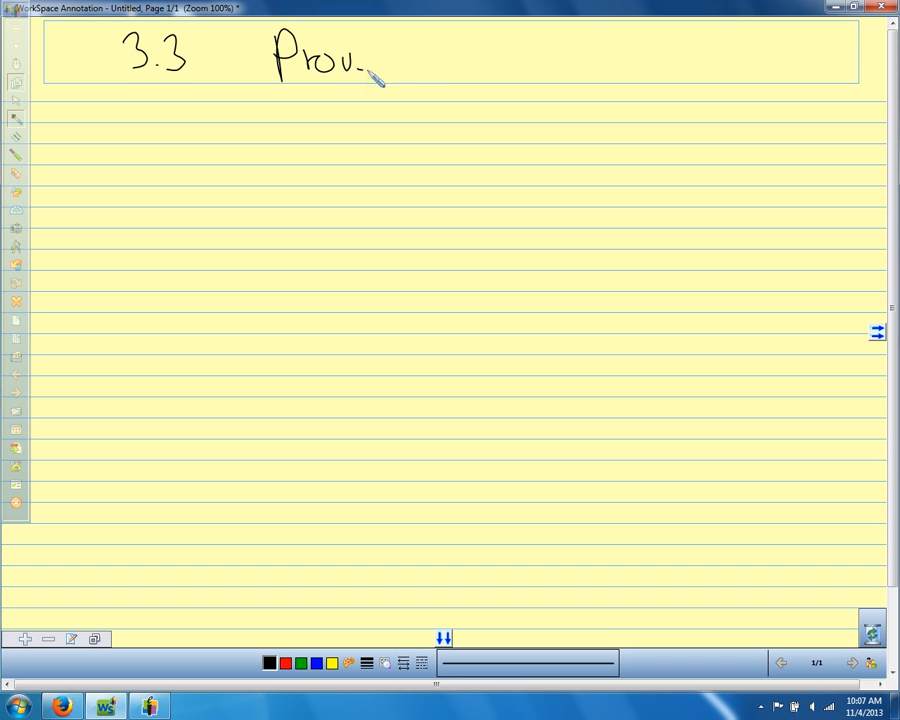 WorkSpace Annotation - Untitled, Page 1/1 (Zoom 100%) *
3.3 Prov
1/1
10:07 AM
11/4/2013